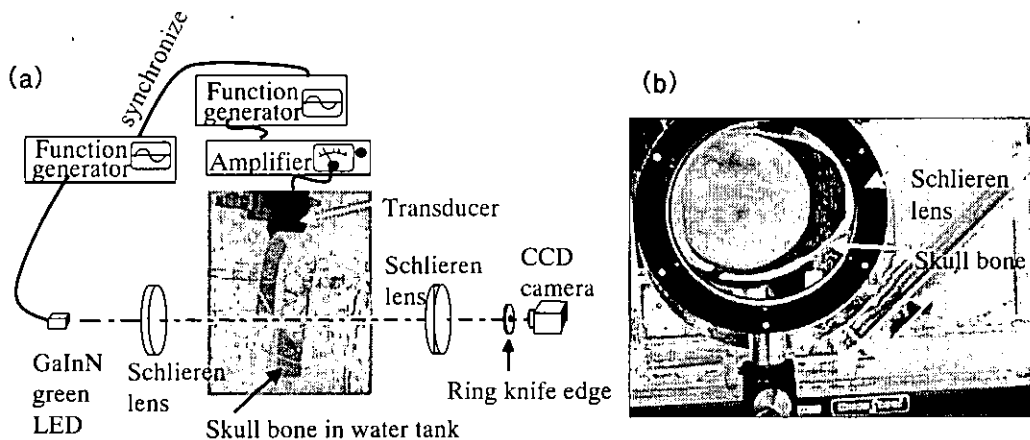 (a)
synchronize
Function
generator
Function
generator
Amplifier
Transducer
Schlieren
lens
CCD
camera
GaInN
green
LED
Schlieren
lens
Ring knife edge
Skull bone in water tank
(b)
Schlieren
lens
Skull bone